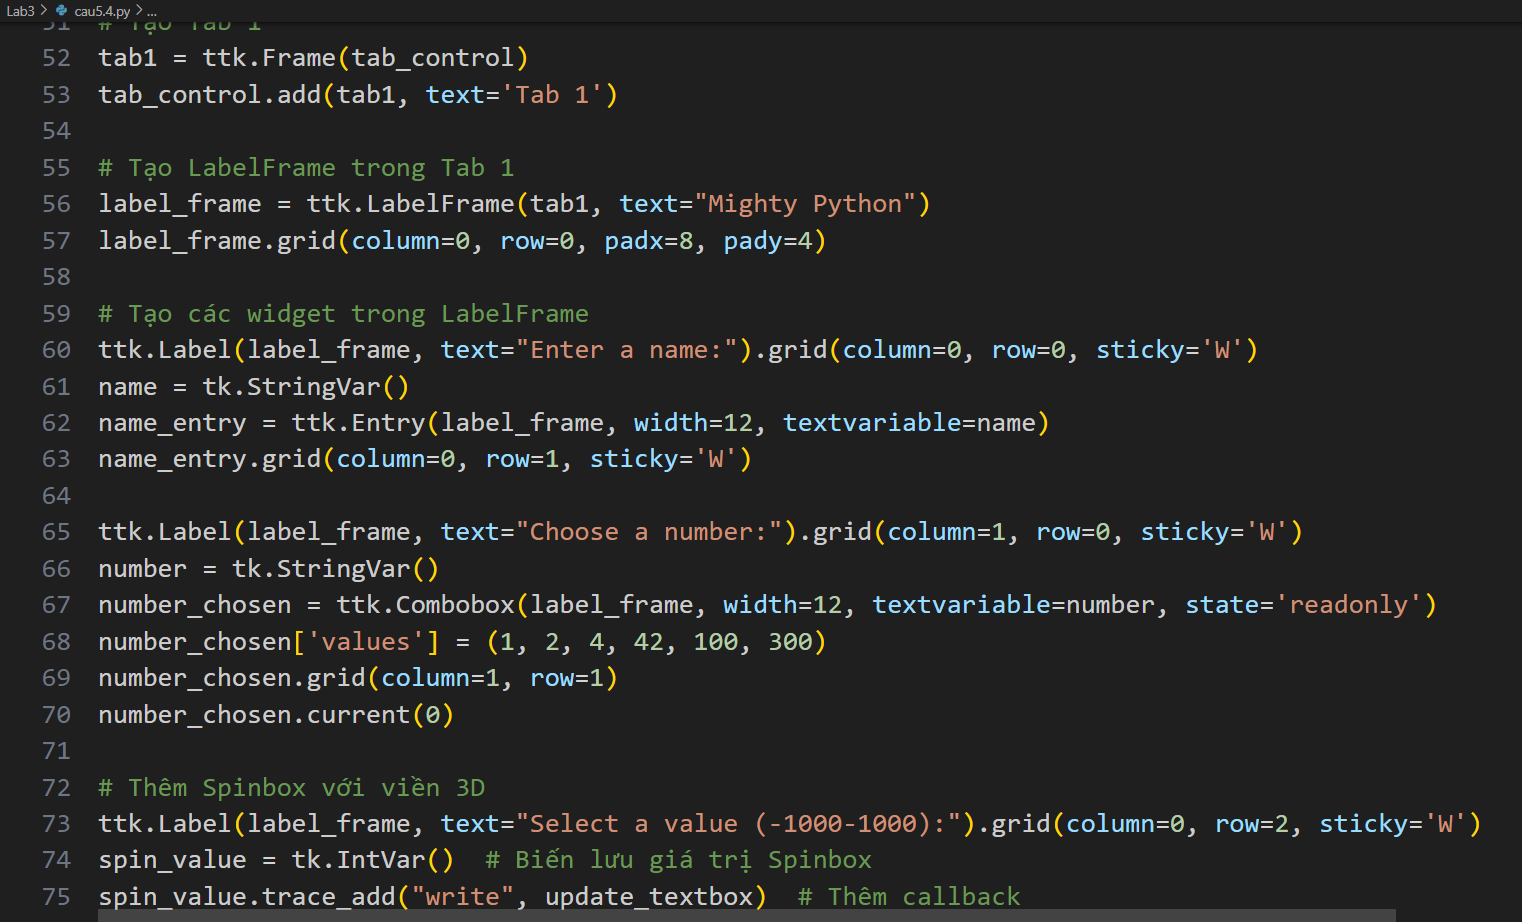 Lab3 > cau5.4.py > ...
51 # Tạo Tab 1
52 tab1 = ttk.Frame(tab_control)
53 tab_control.add(tab1, text='Tab 1')
54
55 # Tạo LabelFrame trong Tab 1
56 label_frame = ttk.LabelFrame(tab1, text="Mighty Python")
57 label_frame.grid(column=0, row=0, padx=8, pady=4)
58
59 # Tạo các widget trong LabelFrame
60 ttk.Label(label_frame, text="Enter a name:").grid(column=0, row=0, sticky='W')
61 name = tk.StringVar()
62 name_entry = ttk.Entry(label_frame, width=12, textvariable=name)
63 name_entry.grid(column=0, row=1, sticky='W')
64
65 ttk.Label(label_frame, text="Choose a number:").grid(column=1, row=0, sticky='W')
66 number = tk.StringVar()
67 number_chosen = ttk.Combobox(label_frame, width=12, textvariable=number, state='readonly')
68 number_chosen['values'] = (1, 2, 4, 42, 100, 300)
69 number_chosen.grid(column=1, row=1)
70 number_chosen.current(0)
71
72 # Thêm Spinbox với viền 3D
73 ttk.Label(label_frame, text="Select a value (-1000-1000):").grid(column=0, row=2, sticky='W')
74 spin_value = tk.IntVar()  # Biến lưu giá trị Spinbox
75 spin_value.trace_add("write", update_textbox)  # Thêm callback